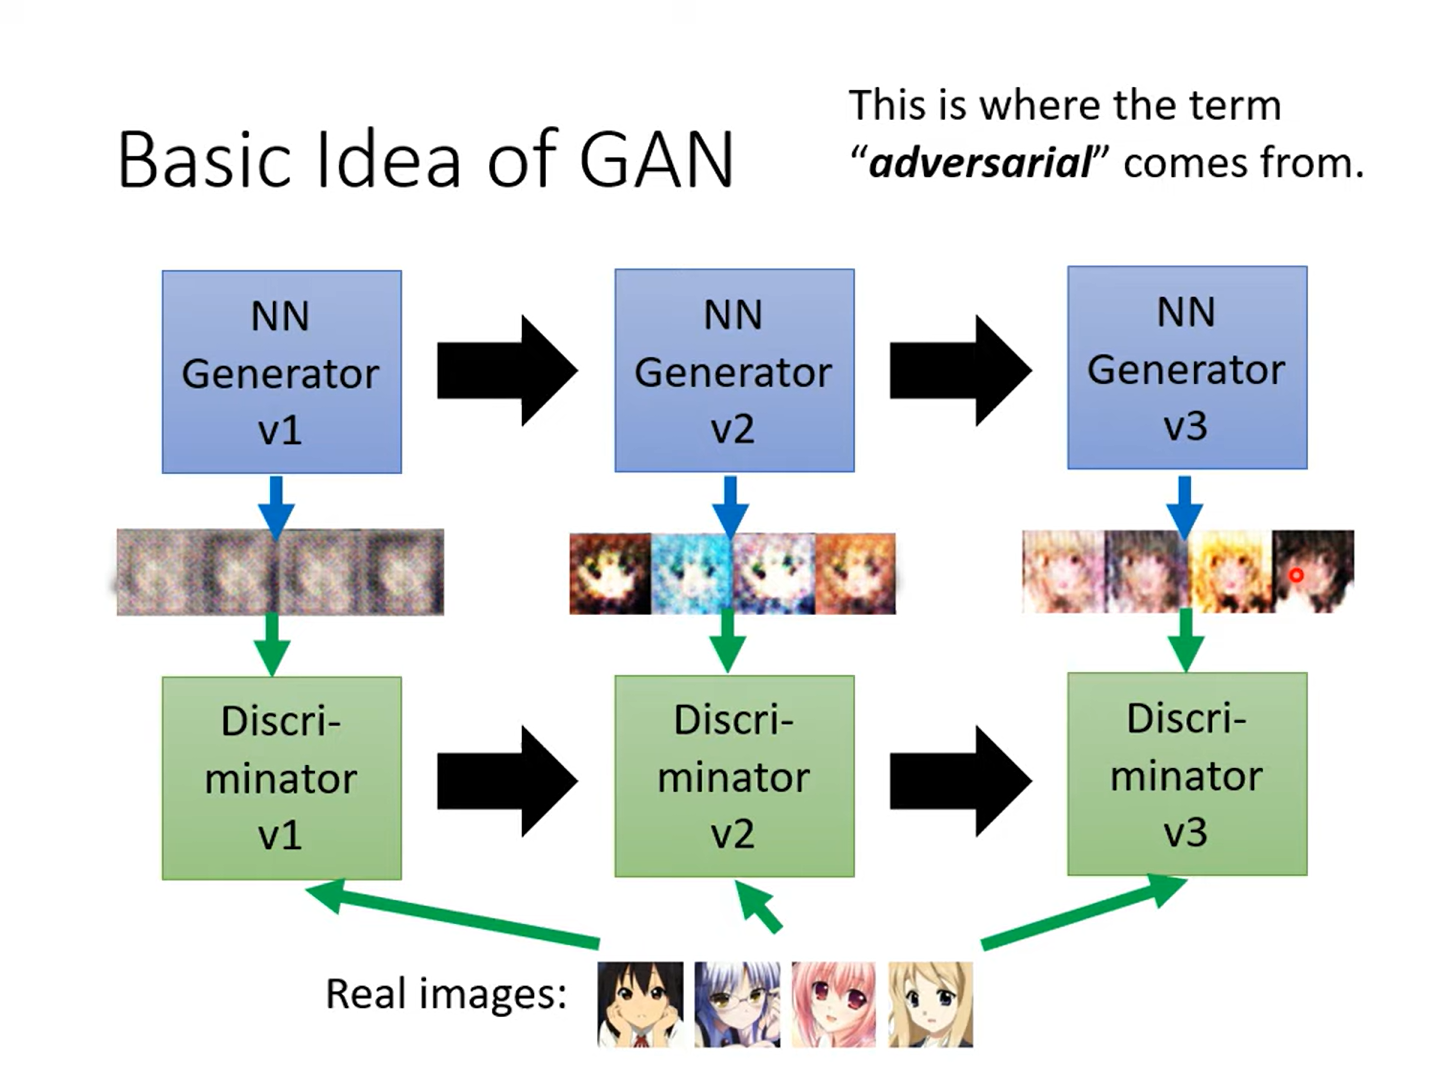 Basic Idea of GAN
This is where the term
“adversarial” comes from.
NN
Generator
v1
NN
Generator
v2
NN
Generator
v3
Discri-
minator
v1
Discri-
minator
v2
Discri-
minator
v3
Real images: